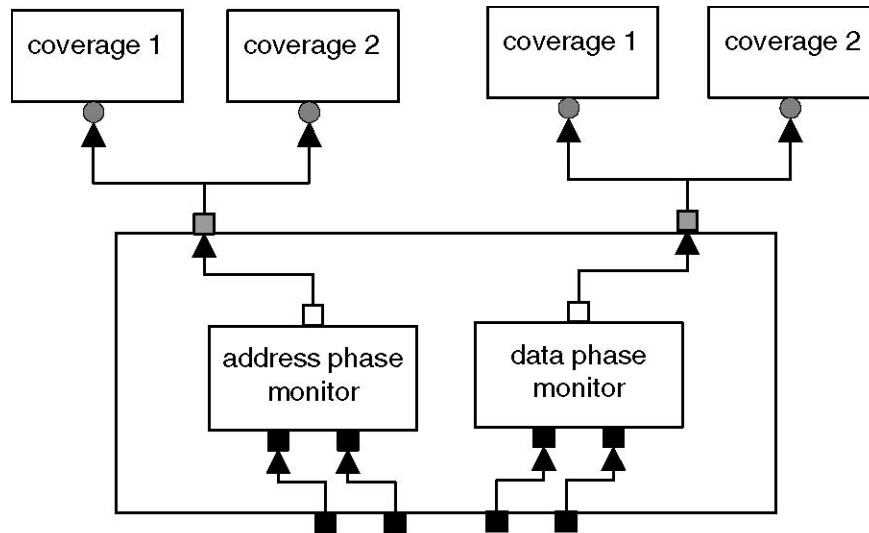 coverage 1
coverage 2
coverage 1
coverage 2
address phase
monitor
data phase
monitor